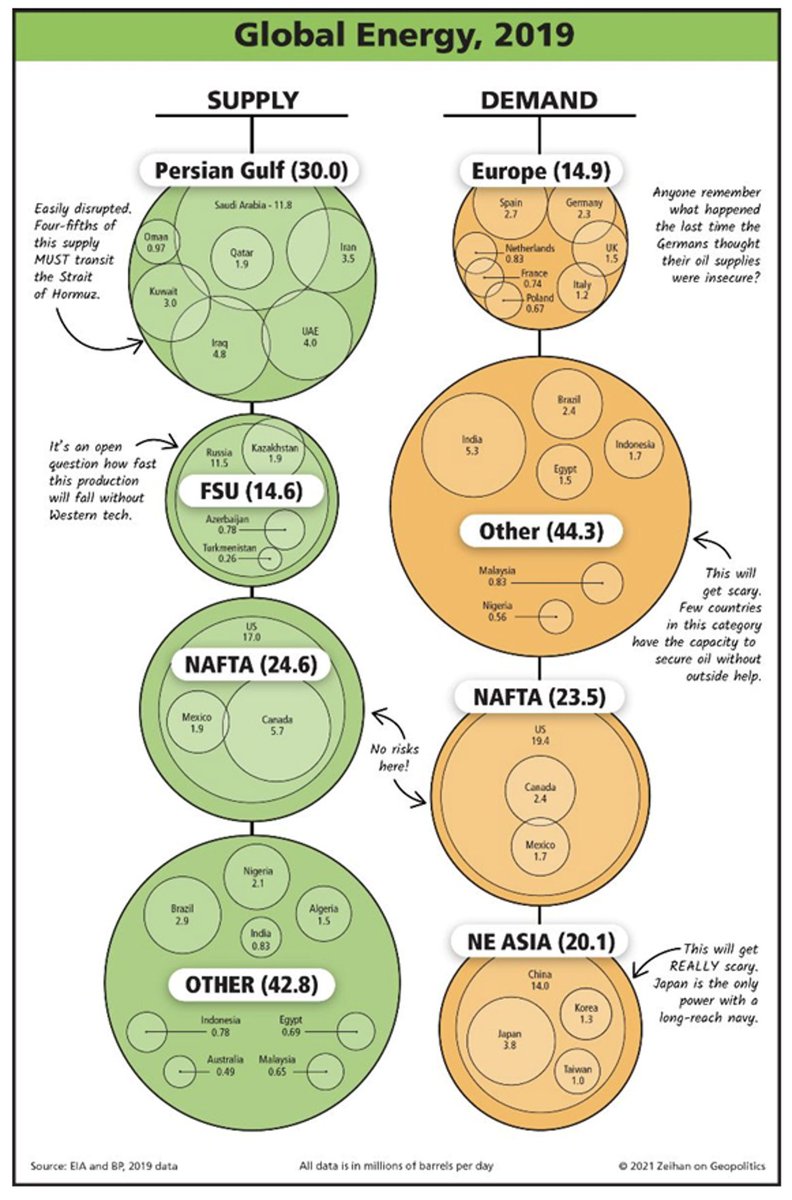 Global Energy, 2019
SUPPLY
Persian Gulf (30.0)
Saudi Arabia - 11.8
Oman
0.97
Qatar
1.9
Iran
3.5
Kuwait
3.0
Iraq
4.8
UAE
4.0
Easily disrupted.
Four-fifths of
this supply
MUST transit
the Strait
of Hormuz.
Russia
11.5
Kazakhstan
1.9
FSU (14.6)
Azerbaijan
0.78
Turkmenistan
0.26
It's an open
question how fast
this production
will fall without
Western tech.
US
17.0
NAFTA (24.6)
Mexico
1.9
Canada
5.7
No risks
here!
Nigeria
2.1
Brazil
2.9
Algeria
1.5
India
0.83
OTHER (42.8)
Indonesia
0.78
Egypt
0.69
Australia
0.49
Malaysia
0.65
DEMAND
Europe (14.9)
Spain
2.7
Germany
2.3
Netherlands
0.83
UK
1.5
France
0.74
Italy
1.2
Poland
0.67
Anyone remember
what happened
the last time the
Germans thought
their oil supplies
were insecure?
Brazil
2.4
India
5.3
Indonesia
1.7
Egypt
1.5
Other (44.3)
Malaysia
0.83
Nigeria
0.56
This will
get scary.
Few countries
in this category
have the capacity to
secure oil without
outside help.
NAFTA (23.5)
US
19.4
Canada
2.4
Mexico
1.7
NE ASIA (20.1)
China
14.0
Korea
1.3
Japan
3.8
Taiwan
1.0
This will get
REALLY scary.
Japan is the only
power with a
long-reach navy.
Source: EIA and BP, 2019 data
All data is in millions of barrels per day
© 2021 Zeihan on Geopolitics